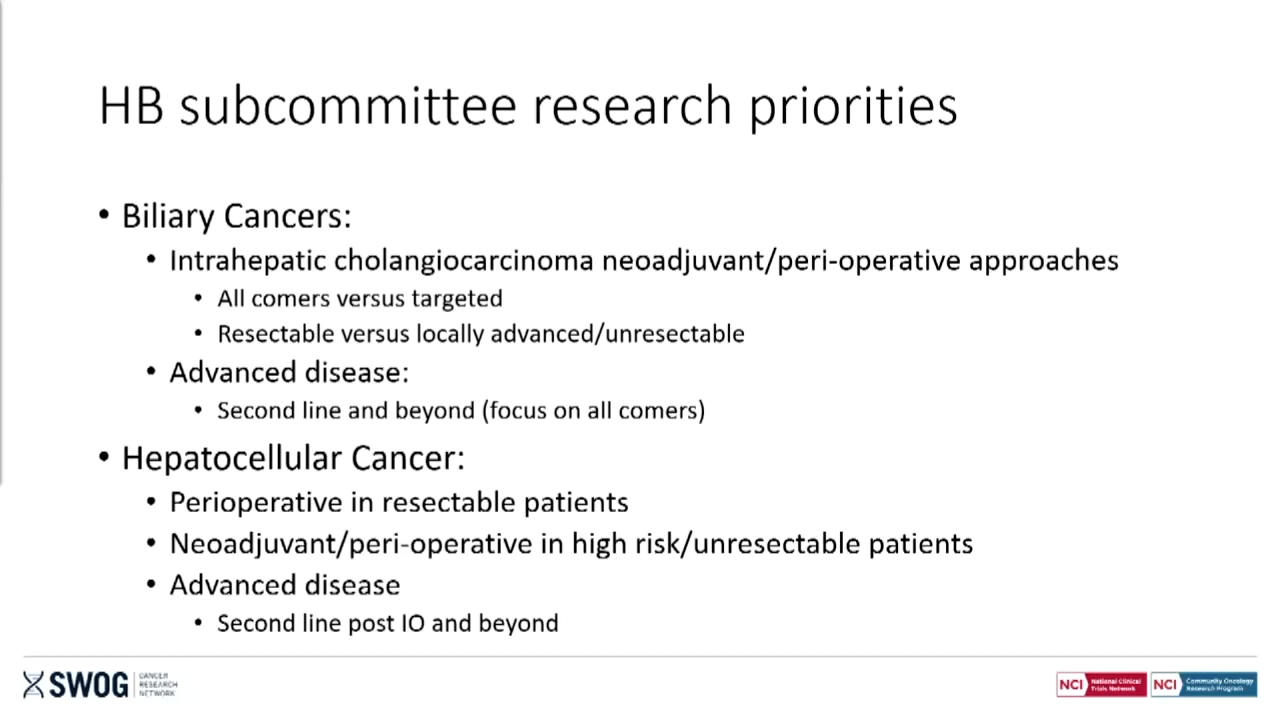 HB subcommittee research priorities
• Biliary Cancers:
• Intrahepatic cholangiocarcinoma neoadjuvant/peri-operative approaches
• All comers versus targeted
• Resectable versus locally advanced/unresectable
• Advanced disease:
• Second line and beyond (focus on all comers)
• Hepatocellular Cancer:
• Perioperative in resectable patients
• Neoadjuvant/peri-operative in high risk/unresectable patients
• Advanced disease
• Second line post IO and beyond
SWOG
CANCER
RESEARCH
NETWORK
NCI
National Clinical
Trials Network
NCI
Community Oncology
Research Program